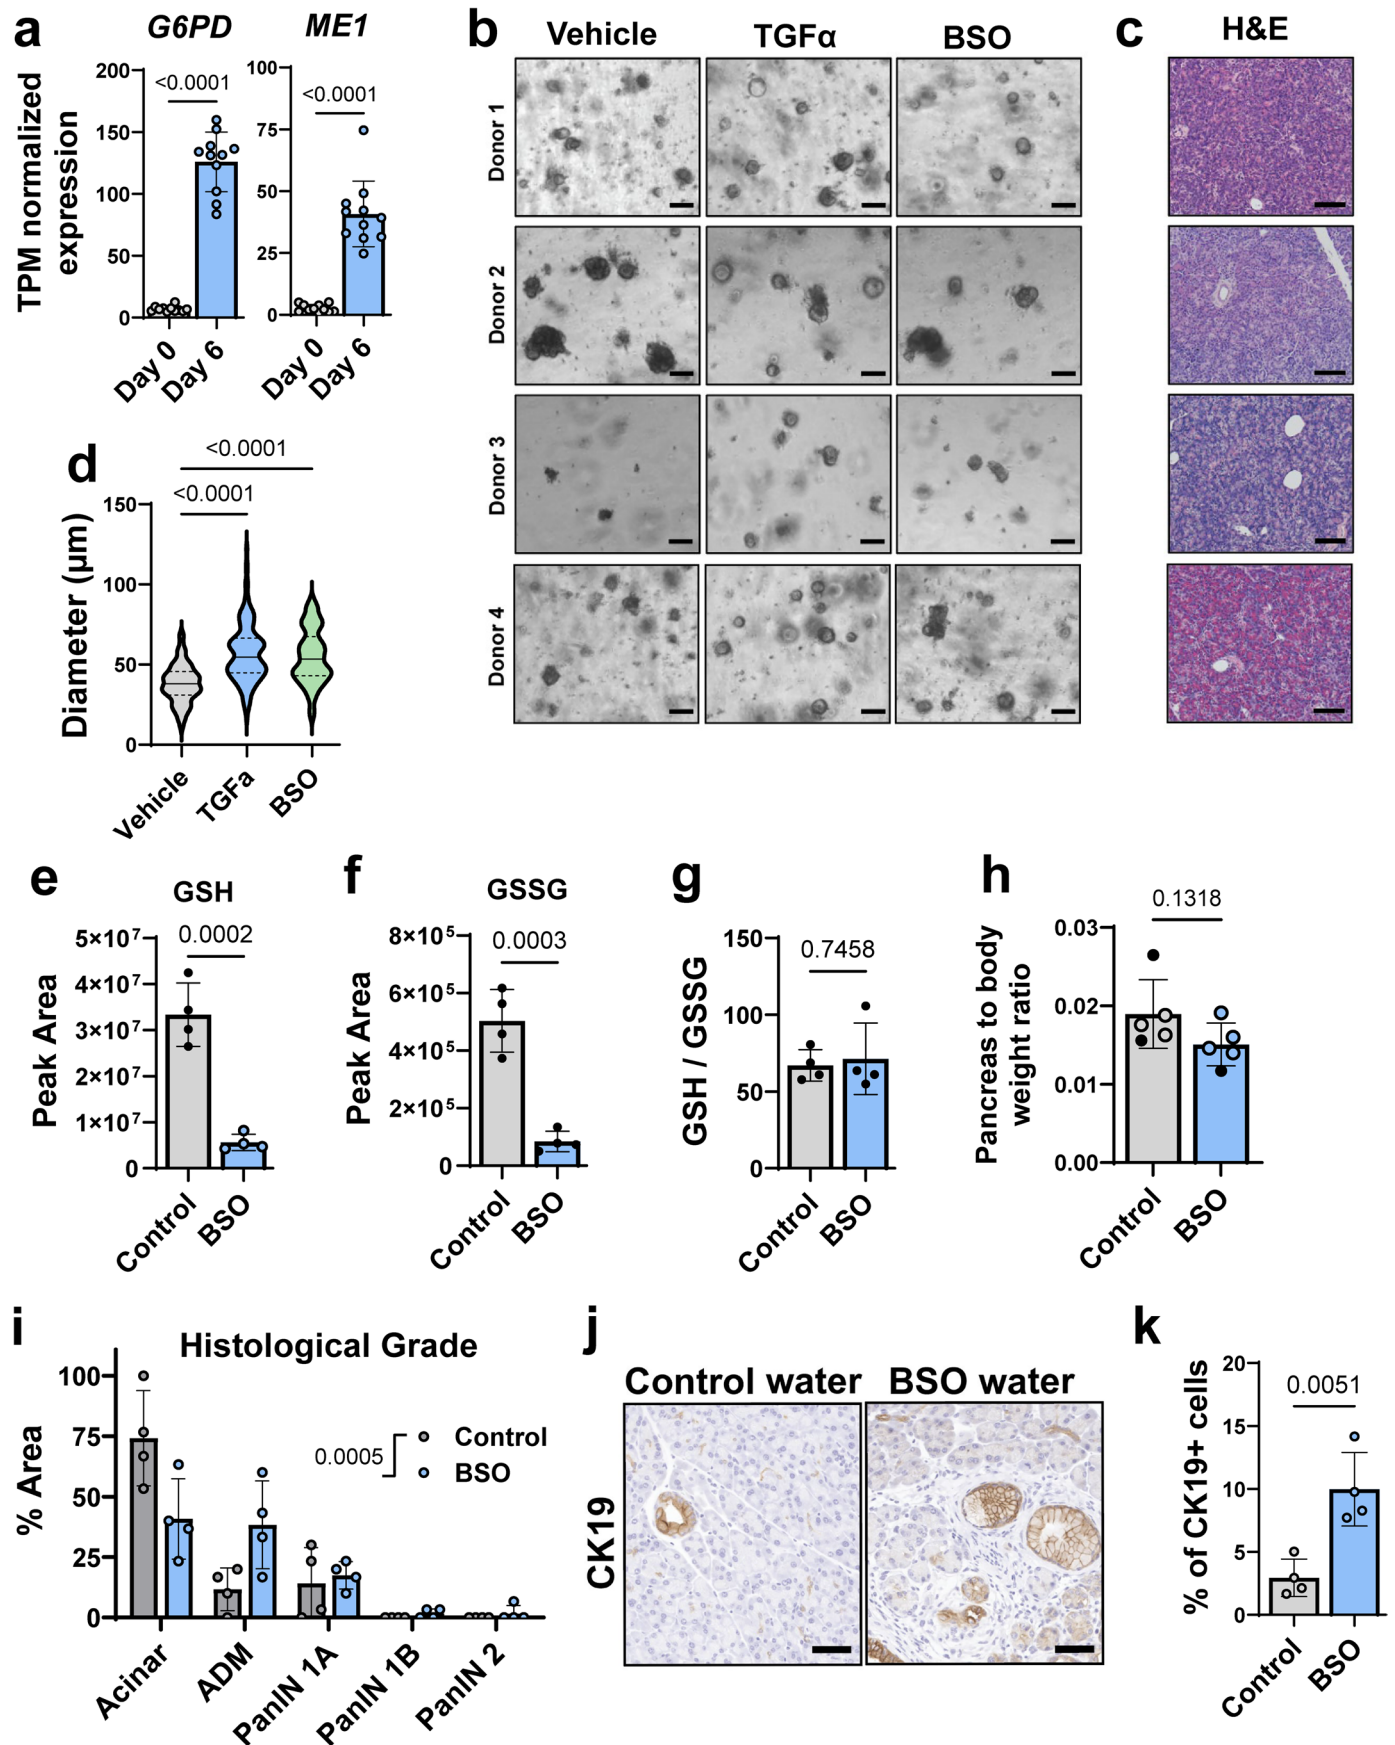 a
G6PD
ME1
TPM normalized
expression
200
150
100
50
0
<0.0001
Day 0
Day 6
100
75
50
25
0
<0.0001
Day 0
Day 6
b
Vehicle
TGFα
BSO
Donor 1
Donor 2
Donor 3
Donor 4
c
H&E
d
<0.0001
<0.0001
Diameter (µm)
150
100
50
0
Vehicle
TGFa
BSO
e
GSH
Peak Area
5×10⁷
4×10⁷
3×10⁷
2×10⁷
1×10⁷
0
0.0002
Control
BSO
f
GSSG
Peak Area
8×10⁵
6×10⁵
4×10⁵
2×10⁵
0
0.0003
Control
BSO
g
GSH / GSSG
150
100
50
0
0.7458
Control
BSO
h
Pancreas to body
weight ratio
0.03
0.02
0.01
0.00
0.1318
Control
BSO
i
Histological Grade
% Area
100
75
50
25
0
0.0005
Control
BSO
Acinar
ADM
PanIN 1A
PanIN 1B
PanIN 2
j
Control water
BSO water
CK19
k
% of CK19+ cells
20
15
10
5
0
0.0051
Control
BSO